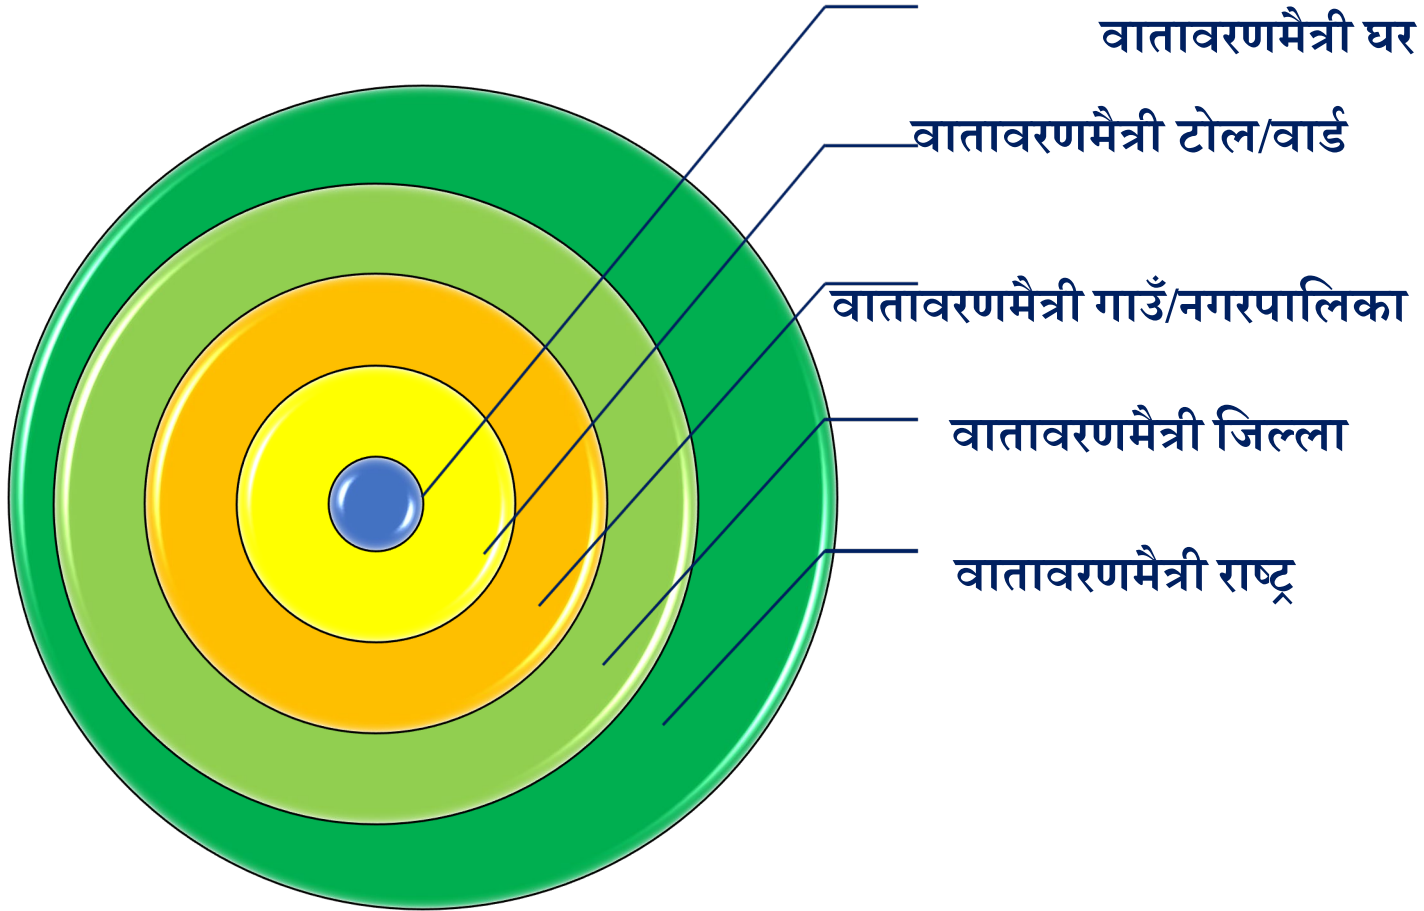 वातावरणमैत्री घर
वातावरणमैत्री टोल/वार्ड
वातावरणमैत्री गाउँ/नगरपालिका
वातावरणमैत्री जिल्ला
वातावरणमैत्री राष्ट्र